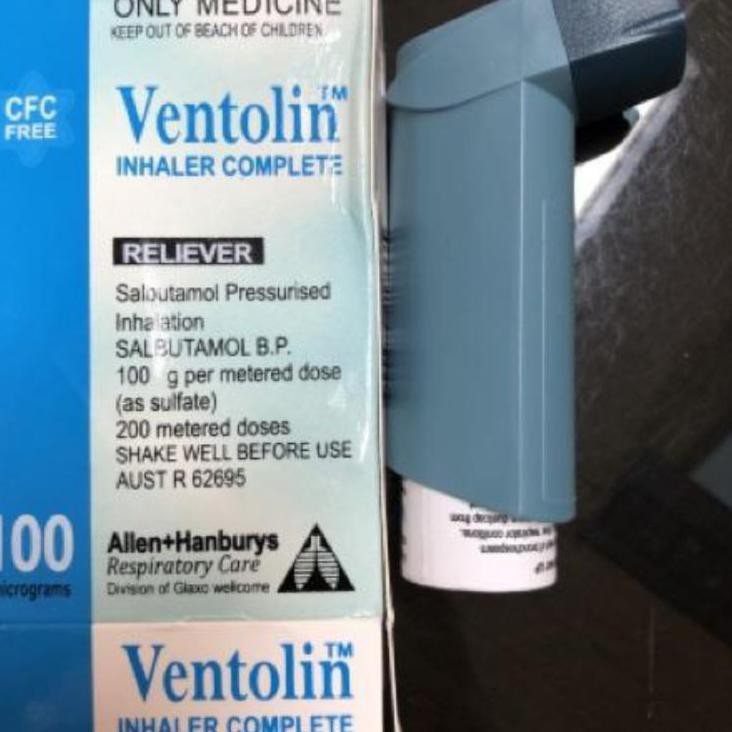 ONLY MEDICINE
KEEP OUT OF REACH OF CHILDREN
CFC
FREE
Ventolin™
INHALER COMPLETE
RELIEVER
Salbutamol Pressurised
Inhalation
SALBUTAMOL B.P.
100 g per metered dose
(as sulfate)
200 metered doses
SHAKE WELL BEFORE USE
AUST R 62695
100
micrograms
Allen+Hanburys
Respiratory Care
Division of Glaxo wellcome
Ventolin™
INHALER COMPLETE